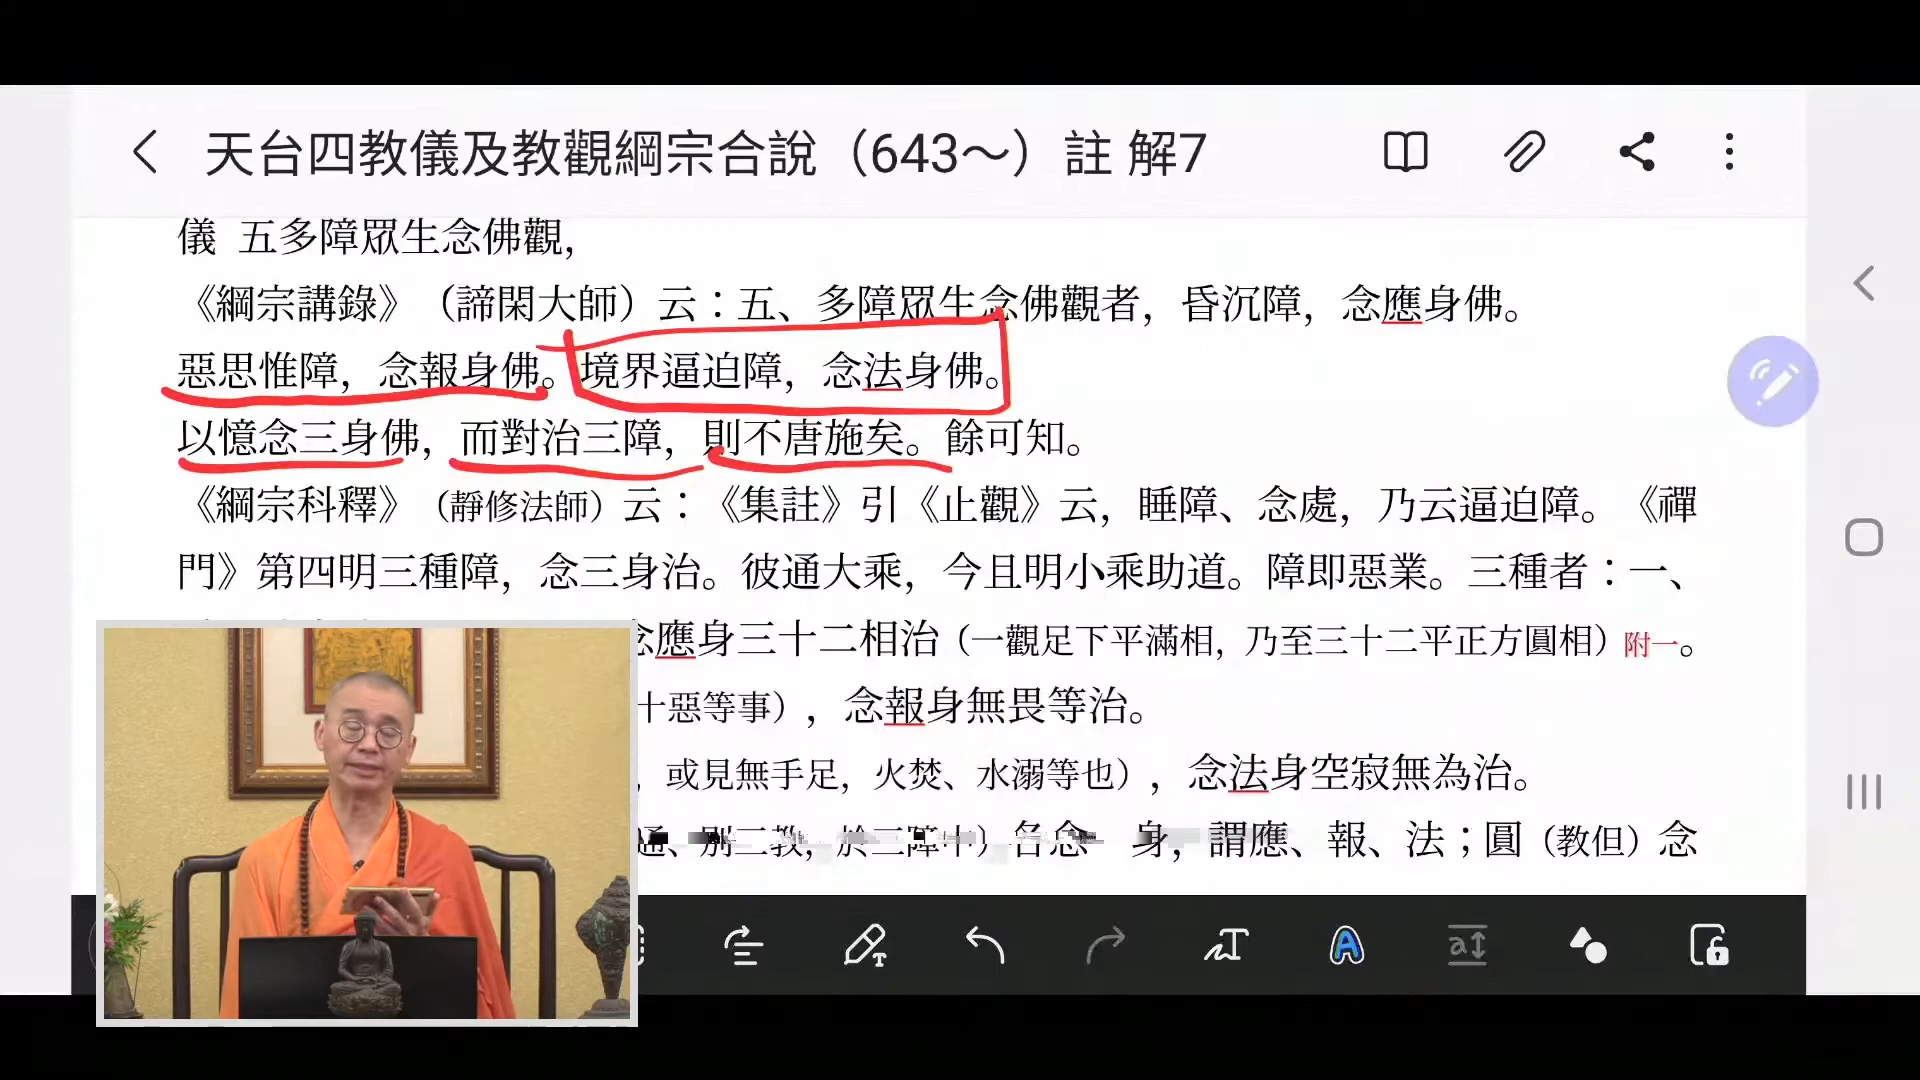 天台四教儀及教觀綱宗合說（643～）註 解7
儀 五多障眾生念佛觀，
《綱宗講錄》（諦閑大師）云：五、多障眾生念佛觀者，昏沉障，念應身佛。
惡思惟障，念報身佛。境界逼迫障，念法身佛。
以憶念三身佛，而對治三障，則不唐施矣。餘可知。
《綱宗科釋》（靜修法師）云：《集註》引《止觀》云，睡障、念處，乃云逼迫障。《禪
門》第四明三種障，念三身治。彼通大乘，今且明小乘助道。障即惡業。三種者：一、
念應身三十二相治（一觀足下平滿相，乃至三十二平正方圓相）附一。
十惡等事），念報身無畏等治。
，或見無手足，火焚、水溺等也），念法身空寂無為治。
通、別二教，於三障中）各念 身，謂應、報、法；圓（教但）念